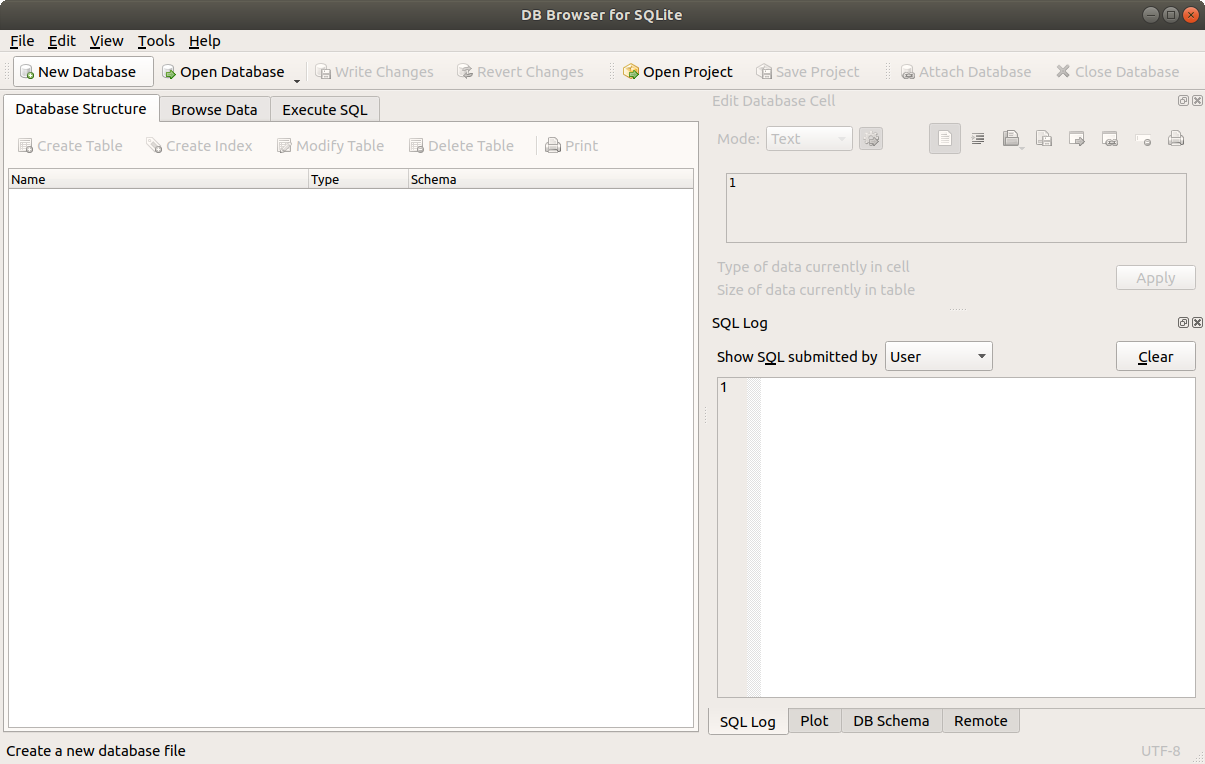 DB Browser for SQLite
File Edit View Tools Help
New Database Open Database Write Changes Revert Changes Open Project Save Project Attach Database Close Database
Database Structure Browse Data Execute SQL
Create Table Create Index Modify Table Delete Table Print
Name Type Schema
Edit Database Cell
Mode: Text
1
Type of data currently in cell
Size of data currently in table
Apply
SQL Log
Show SQL submitted by User Clear
1
SQL Log Plot DB Schema Remote
Create a new database file UTF-8